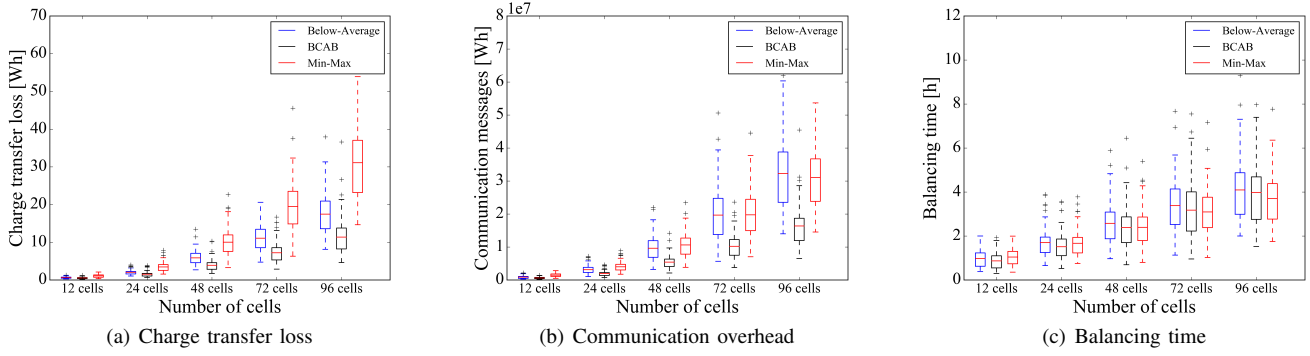 70
60
50
40
30
20
10
0
Charge transfer loss [Wh]
Below-Average
BCAB
Min-Max
12 cells 24 cells 48 cells 72 cells 96 cells
Number of cells
(a) Charge transfer loss
1e7
8
7
6
5
4
3
2
1
0
Communication messages [Wh]
Below-Average
BCAB
Min-Max
12 cells 24 cells 48 cells 72 cells 96 cells
Number of cells
(b) Communication overhead
12
10
8
6
4
2
0
Balancing time [h]
Below-Average
BCAB
Min-Max
12 cells 24 cells 48 cells 72 cells 96 cells
Number of cells
(c) Balancing time